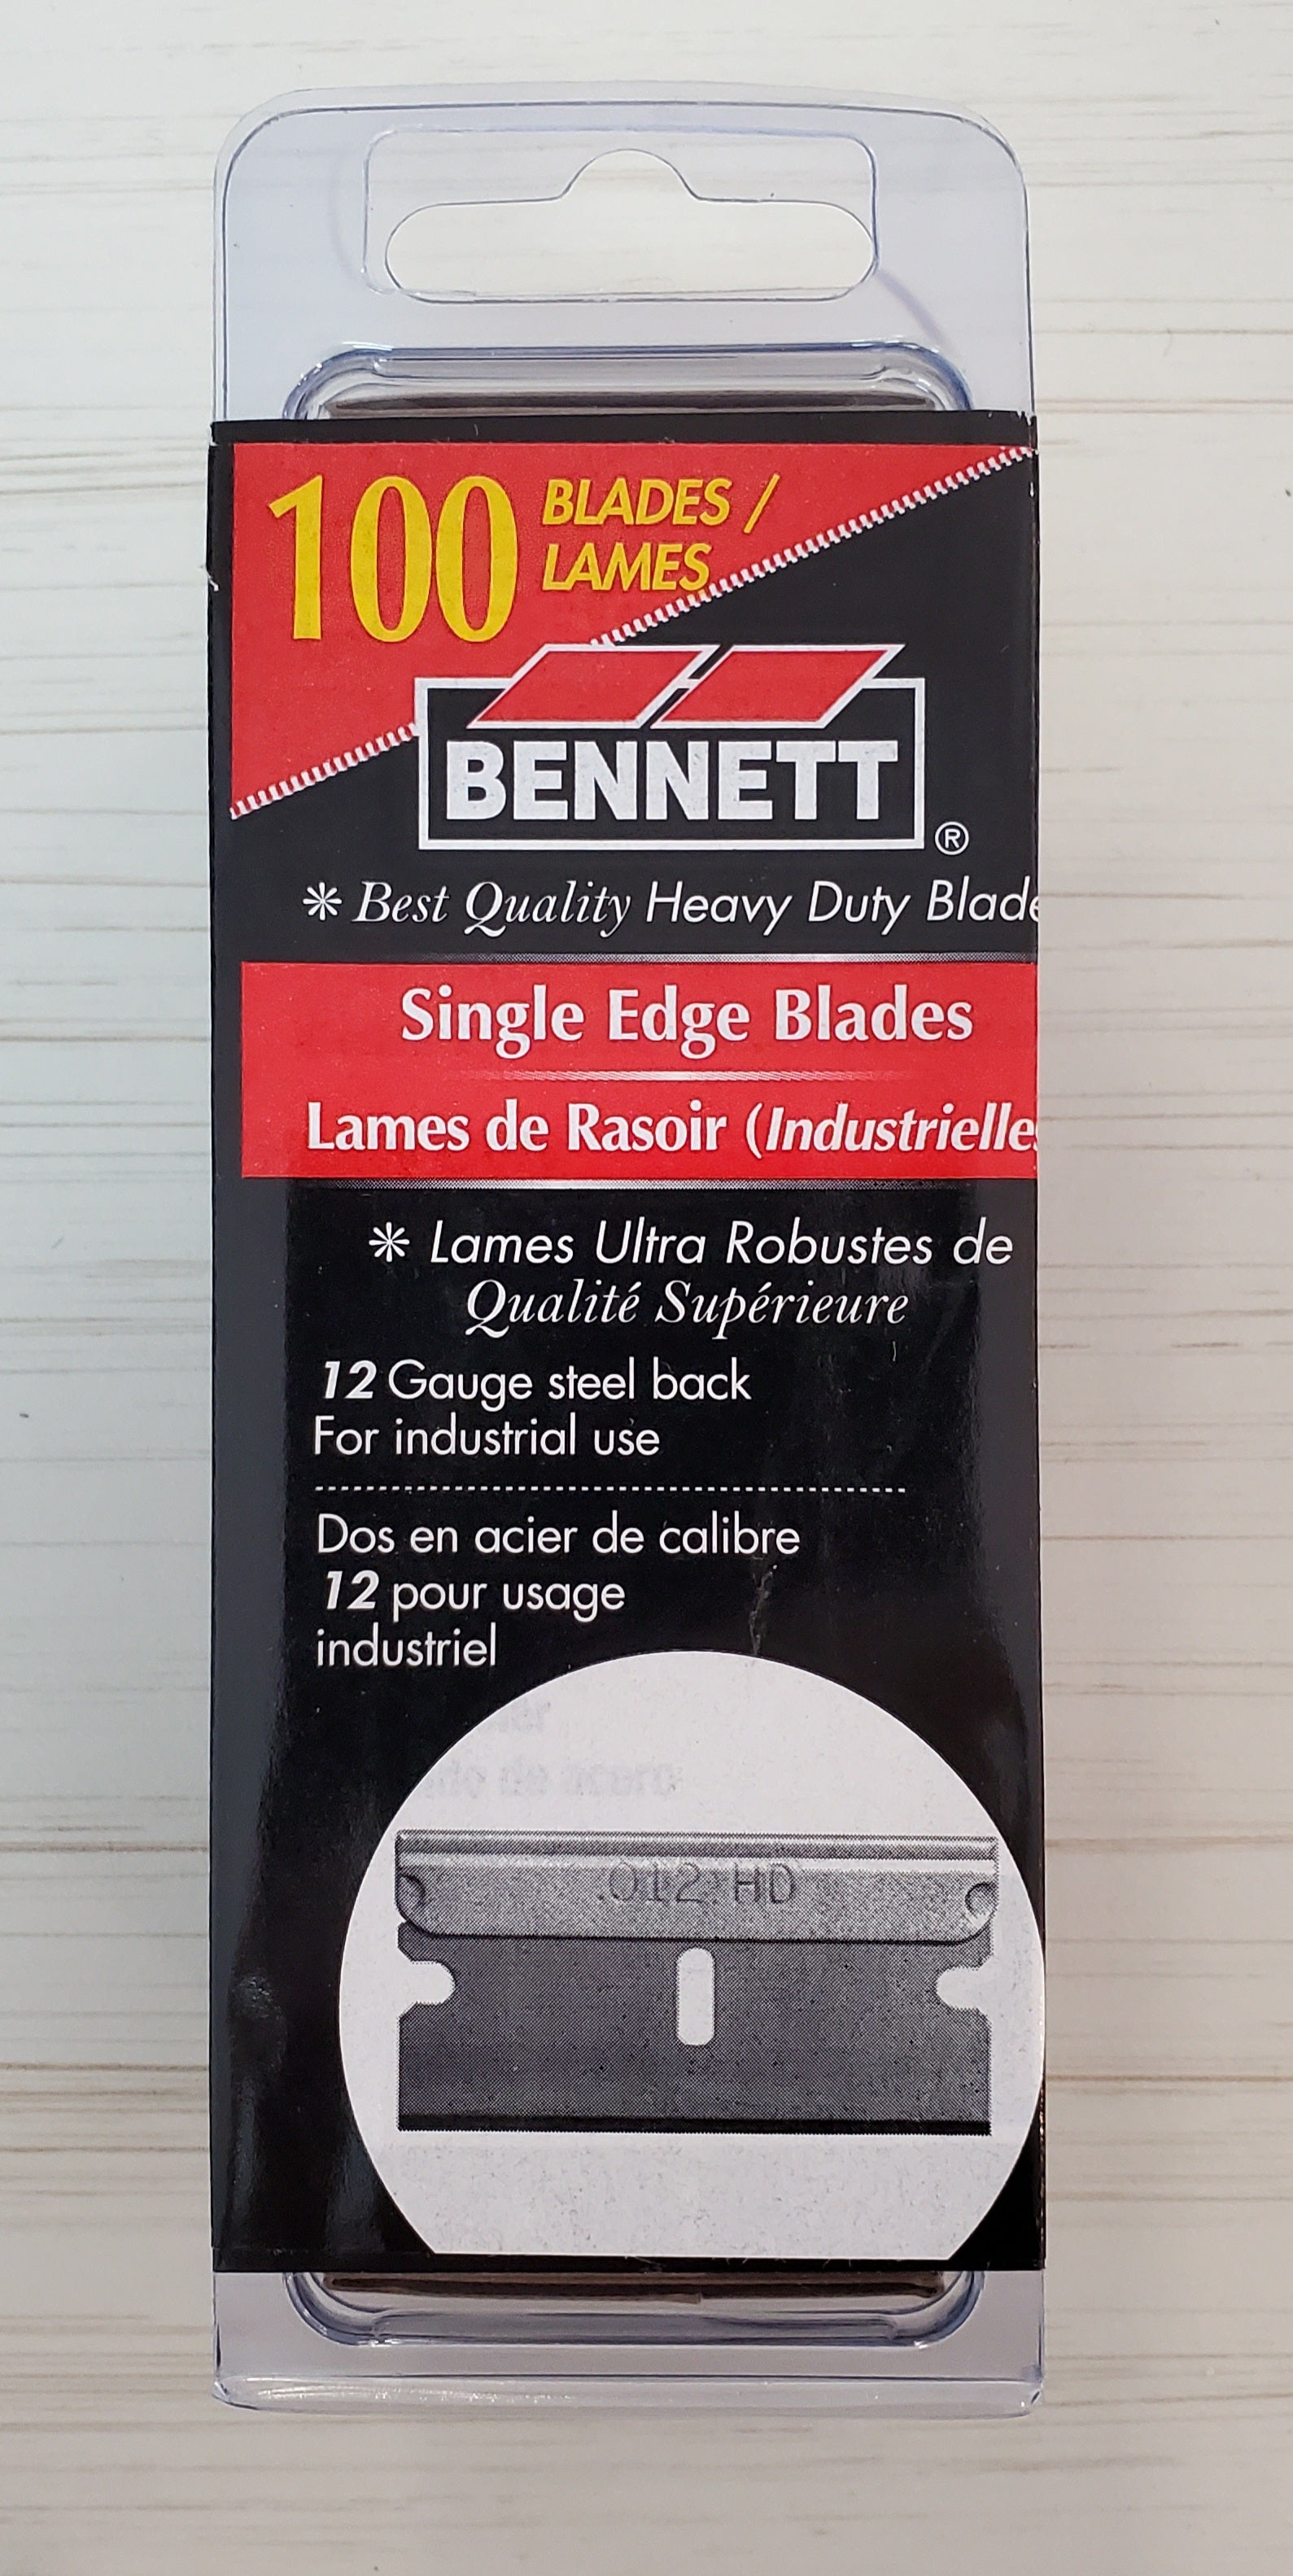 100 BLADES /
LAMES
BENNETT ®
* Best Quality Heavy Duty Blade
Single Edge Blades
Lames de Rasoir (Industrielles
* Lames Ultra Robustes de
Qualité Supérieure
12 Gauge steel back
For industrial use
Dos en acier de calibre
12 pour usage
industriel
.012 HD